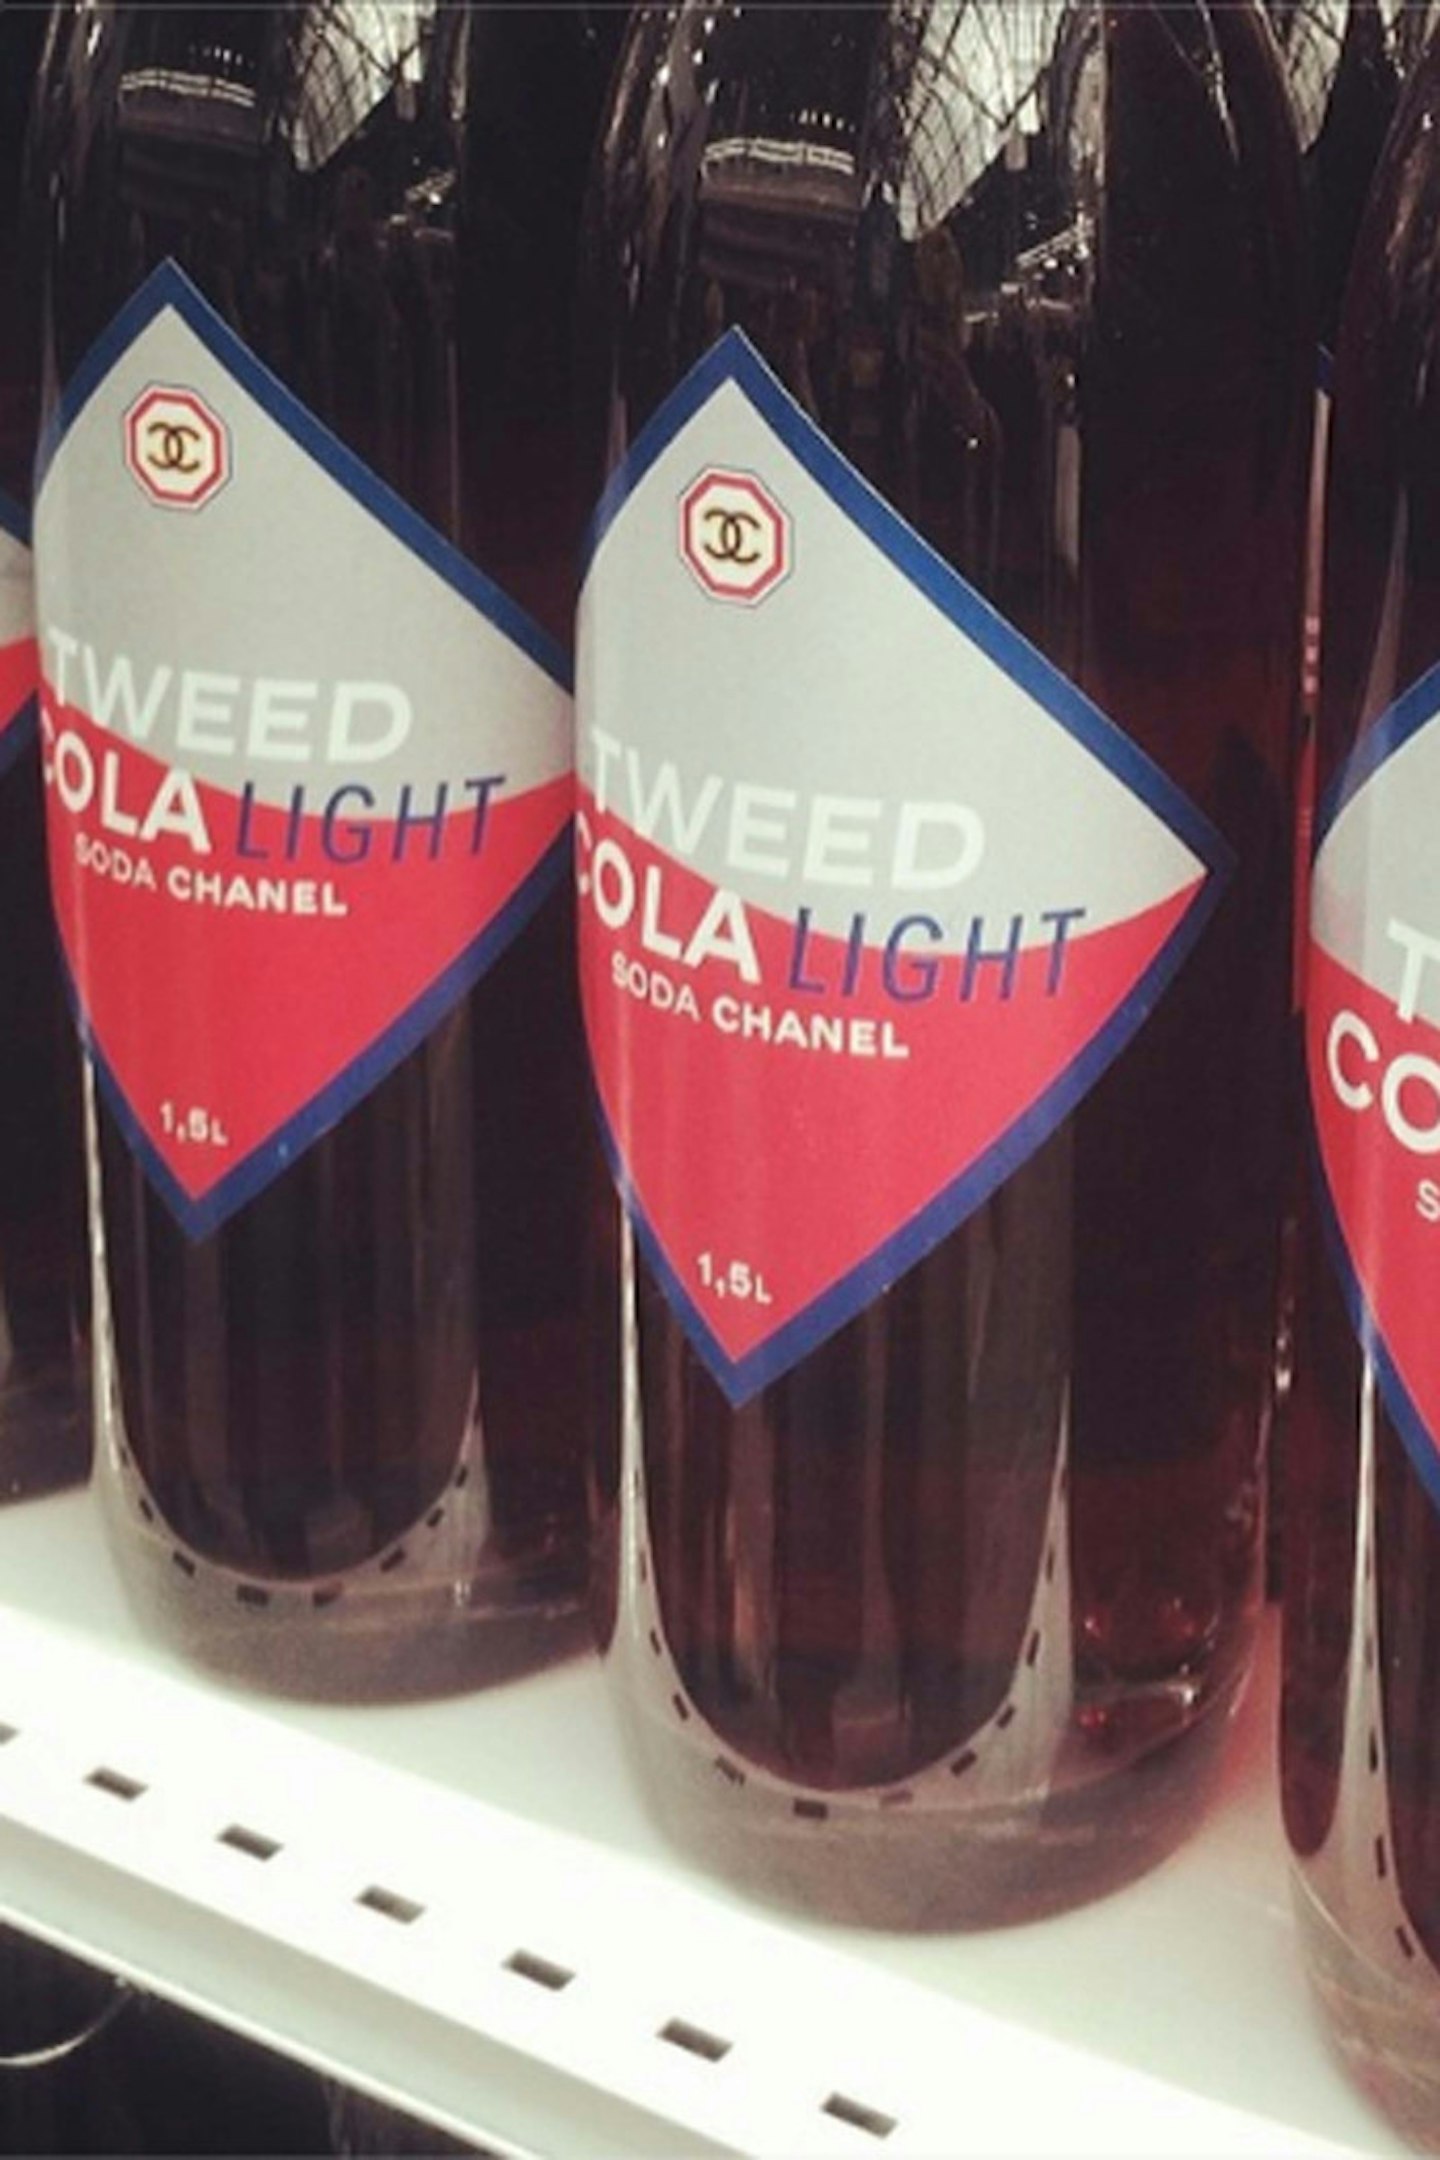 TWEED
COLA LIGHT
SODA CHANEL
1,5L
TWEED
COLA LIGHT
SODA CHANEL
1,5L